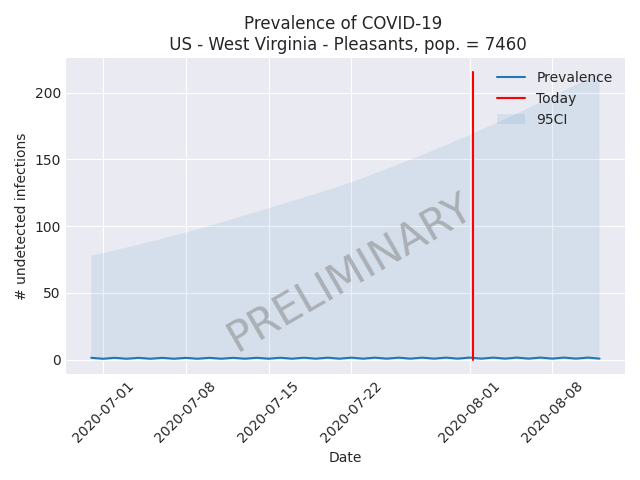 Prevalence of COVID-19
US - West Virginia - Pleasants, pop. = 7460
Prevalence
Today
95CI
200
150
100
50
0
# undetected infections
PRELIMINARY
2020-07-01
2020-07-08
2020-07-15
2020-07-22
2020-08-01
2020-08-08
Date